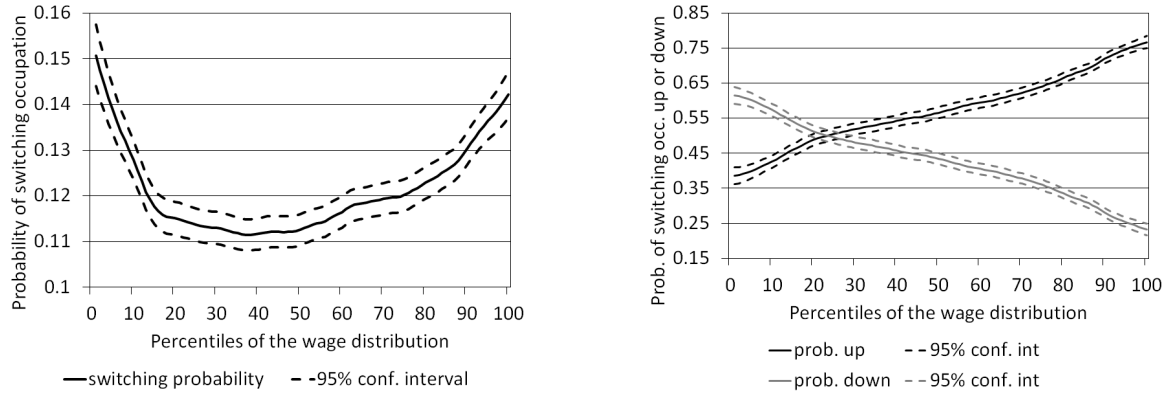 Probability of switching occupation
0.16
0.15
0.14
0.13
0.12
0.11
0.1
0 10 20 30 40 50 60 70 80 90 100
Percentiles of the wage distribution
switching probability 95% conf. interval
Prob. of switching occ. up or down
0.85
0.75
0.65
0.55
0.45
0.35
0.25
0.15
0 10 20 30 40 50 60 70 80 90 100
Percentiles of the wage distribution
prob. up 95% conf. int
prob. down 95% conf. int